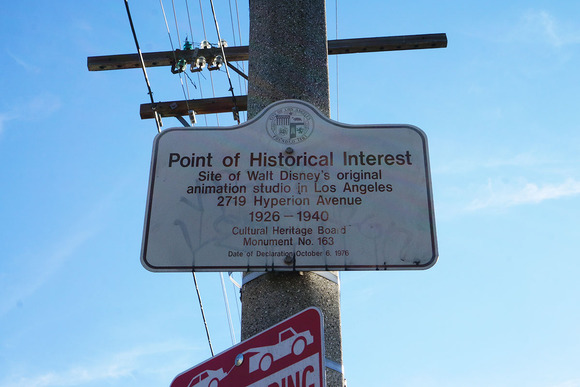 Point of Historical Interest
Site of Walt Disney's original
animation studio in Los Angeles
2719 Hyperion Avenue
1926 – 1940
Cultural Heritage Board
Monument No. 163
Date of Declaration October 6, 1976